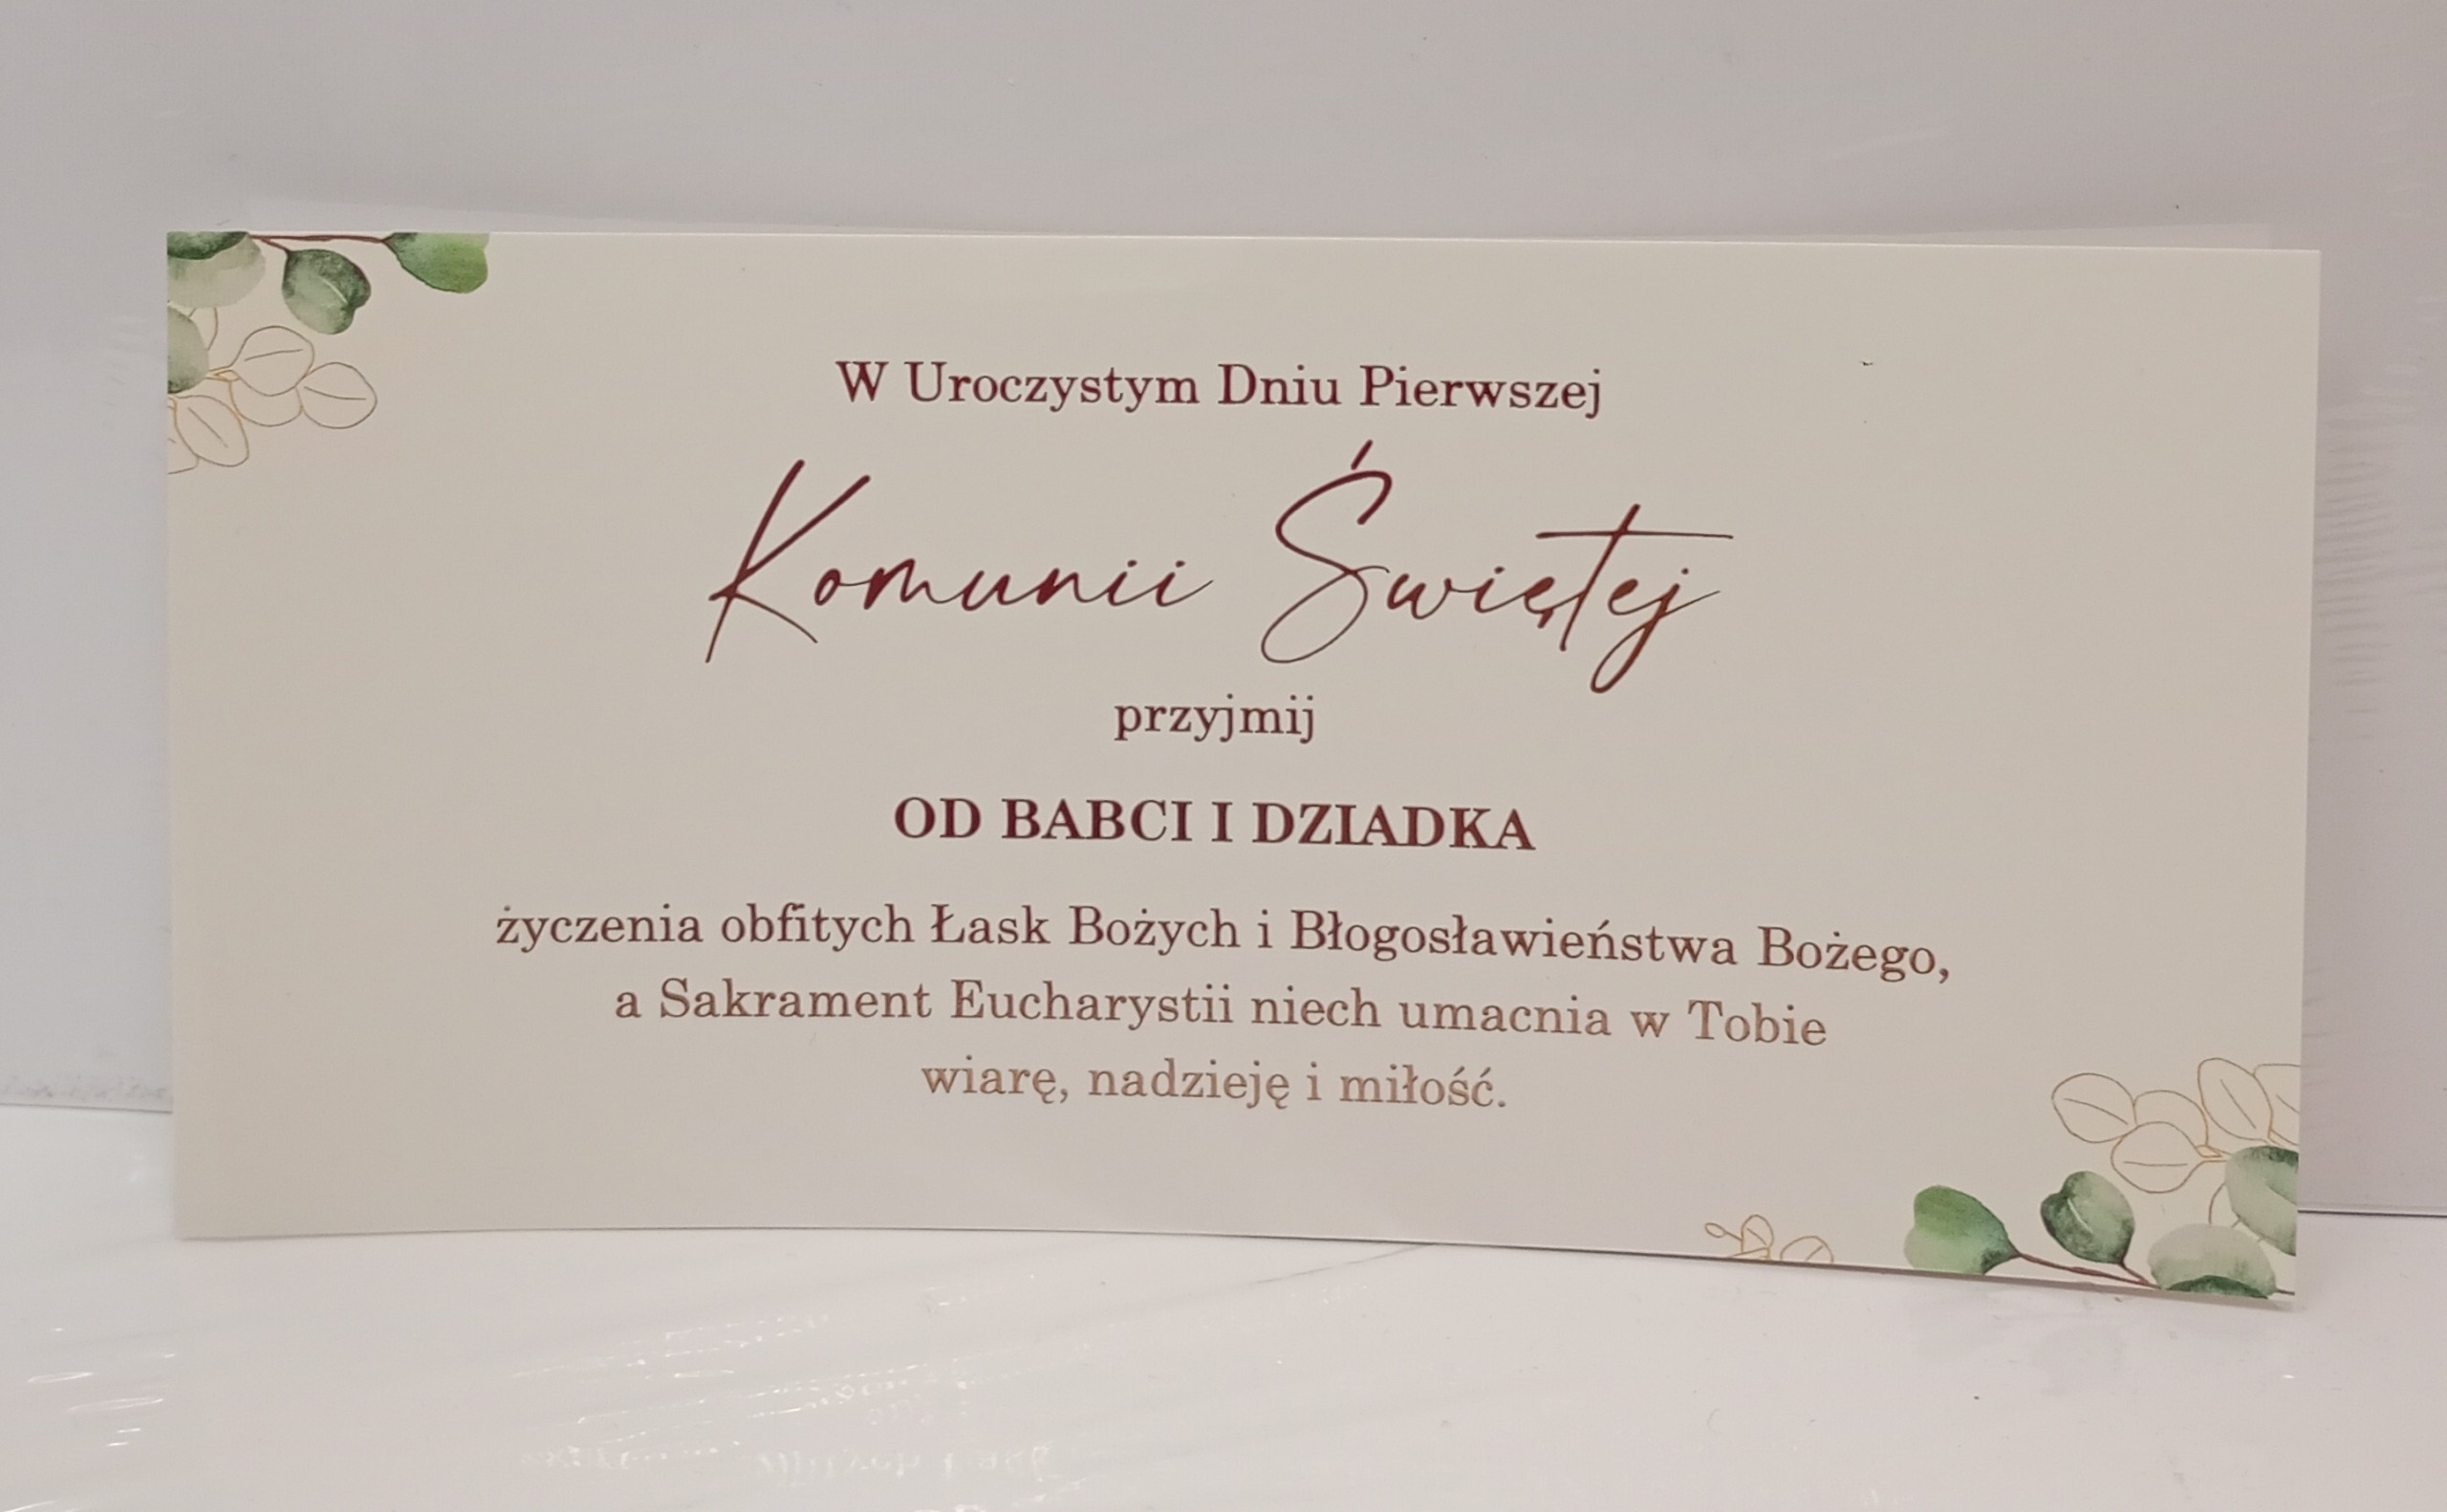 W Uroczystym Dniu Pierwszej
Komunii Świętej
przyjmij
OD BABCI I DZIADKA
życzenia obfitych Łask Bożych i Błogosławieństwa Bożego,
a Sakrament Eucharystii niech umacnia w Tobie
wiarę, nadzieję i miłość.